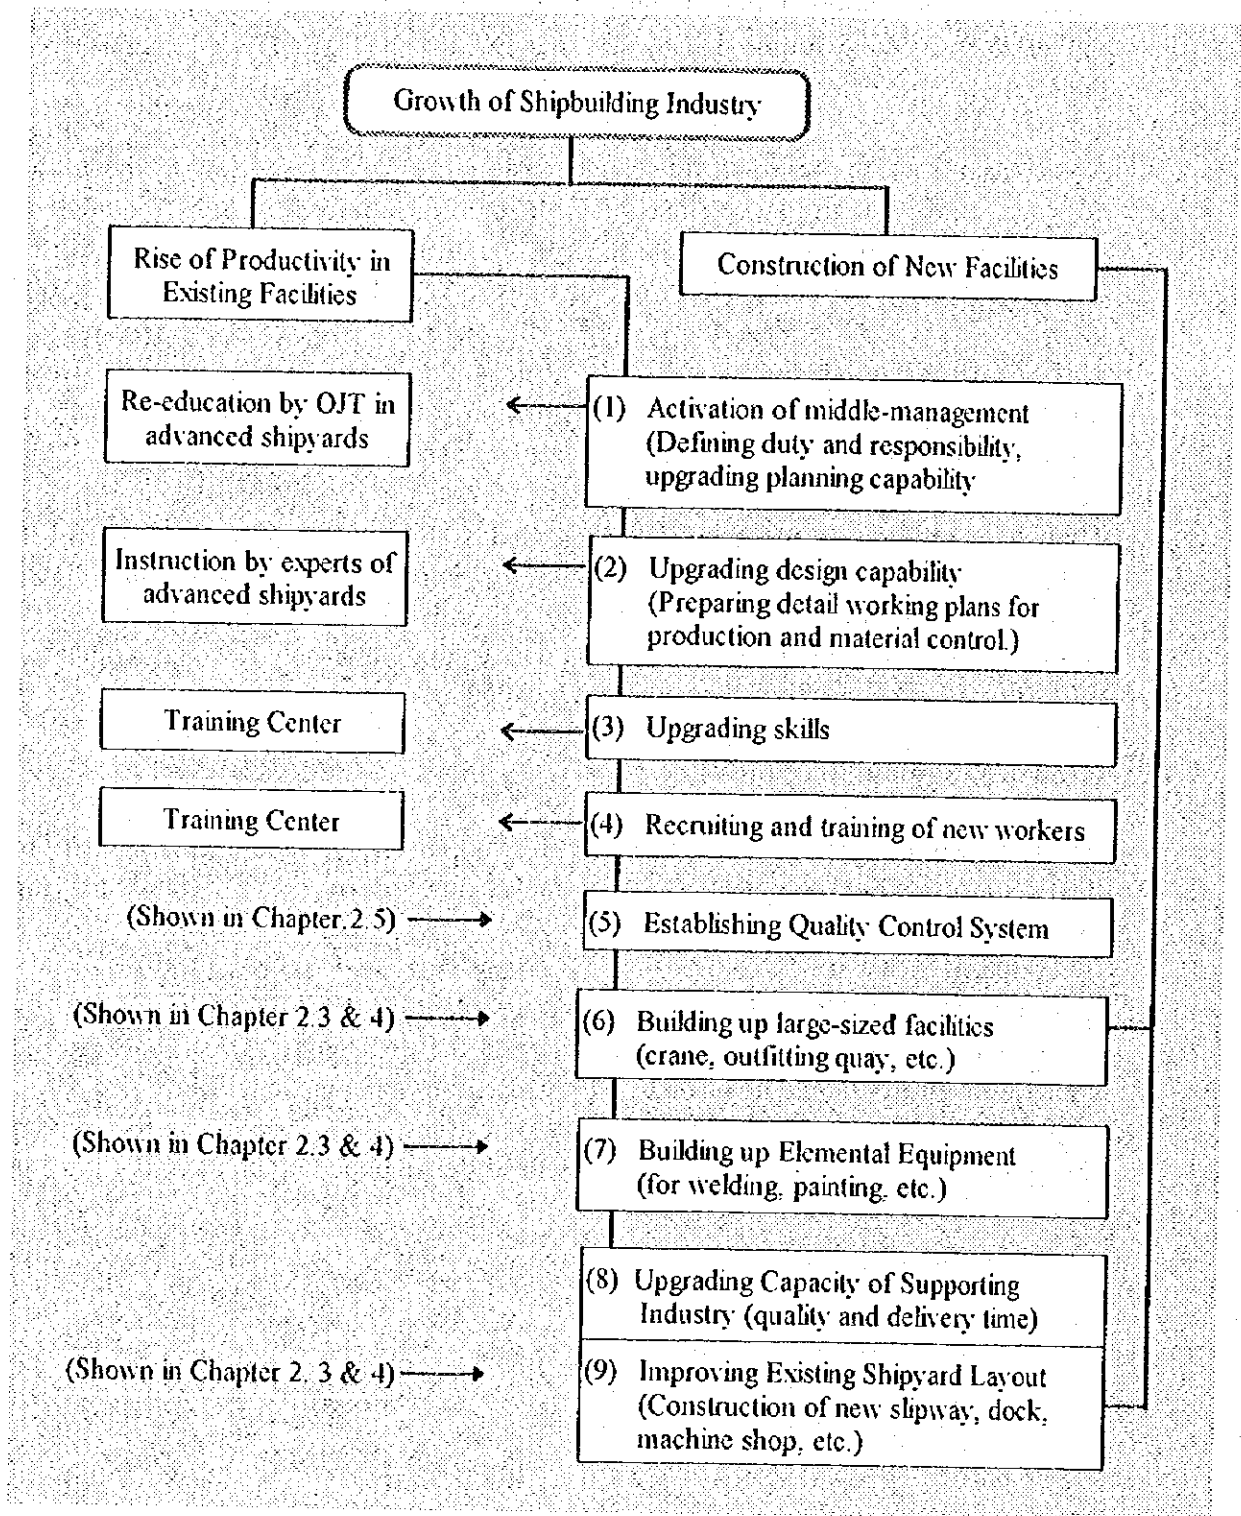 Growth of Shipbuilding Industry
Rise of Productivity in
Existing Facilities
Construction of New Facilities
Re-education by OJT in
advanced shipyards
(1) Activation of middle-management
(Defining duty and responsibility,
upgrading planning capability
Instruction by experts of
advanced shipyards
(2) Upgrading design capability
(Preparing detail working plans for
production and material control.)
Training Center
(3) Upgrading skills
Training Center
(4) Recruiting and training of new workers
(Shown in Chapter.2.5)
(5) Establishing Quality Control System
(Shown in Chapter 2.3 & 4)
(6) Building up large-sized facilities
(crane, outfitting quay, etc.)
(Shown in Chapter 2.3 & 4)
(7) Building up Elemental Equipment
(for welding, painting, etc.)
(8) Upgrading Capacity of Supporting
Industry (quality and delivery time)
(Shown in Chapter 2. 3 & 4)
(9) Improving Existing Shipyard Layout
(Construction of new slipway, dock,
machine shop, etc.)